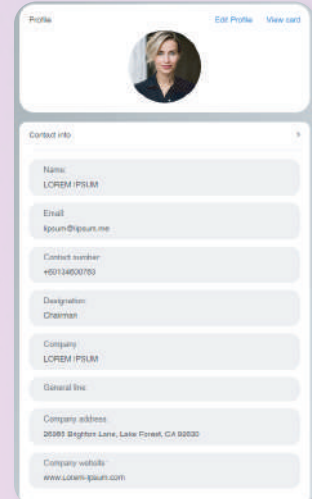 Profile Edit Profile View card
Contact info
Name
LOREM IPSUM
Email
lipsum@lipsum.me
Contact number
+60124600783
Designation
Chairman
Company
LOREM IPSUM
General line
Company address
26985 Brighton Lane, Lake Forest, CA 92630
Company website
www.Lorem-Ipsum.com